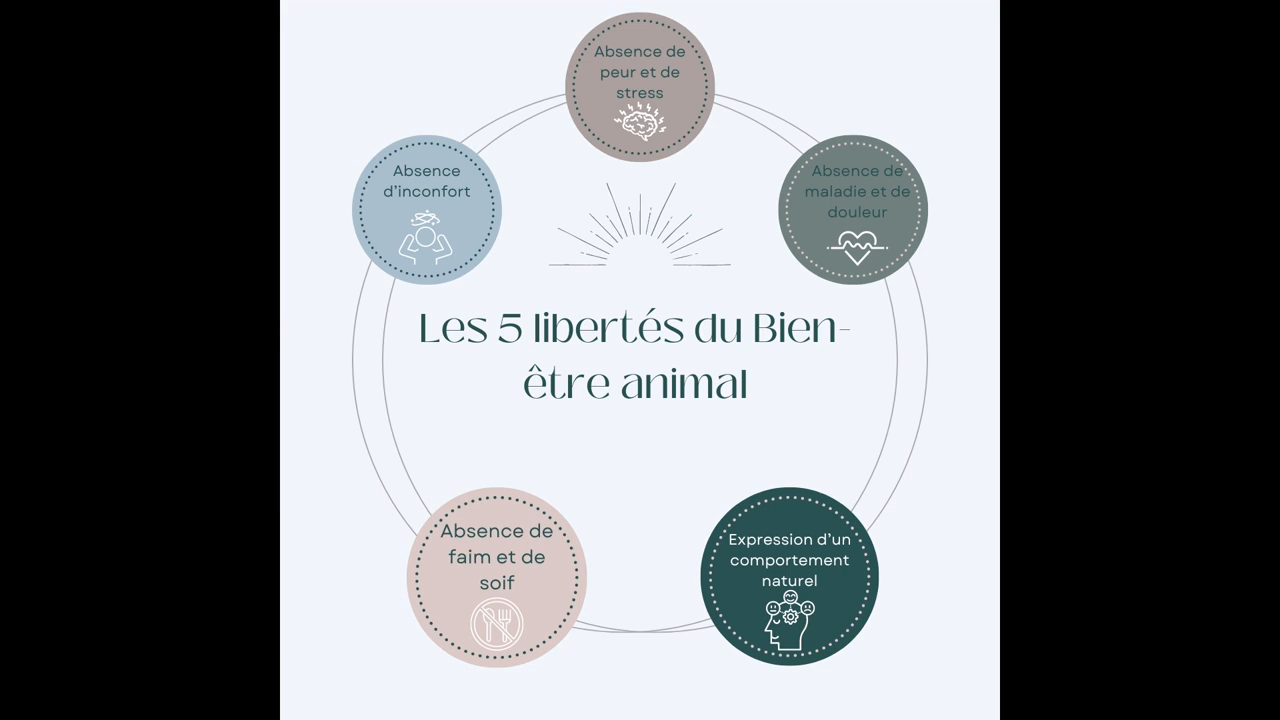 Absence de
peur et de
stress
Absence
d'inconfort
Absence de
maladie et de
douleur
Les 5 libertés du Bien-
être animal
Absence de
faim et de
soif
Expression d'un
comportement
naturel